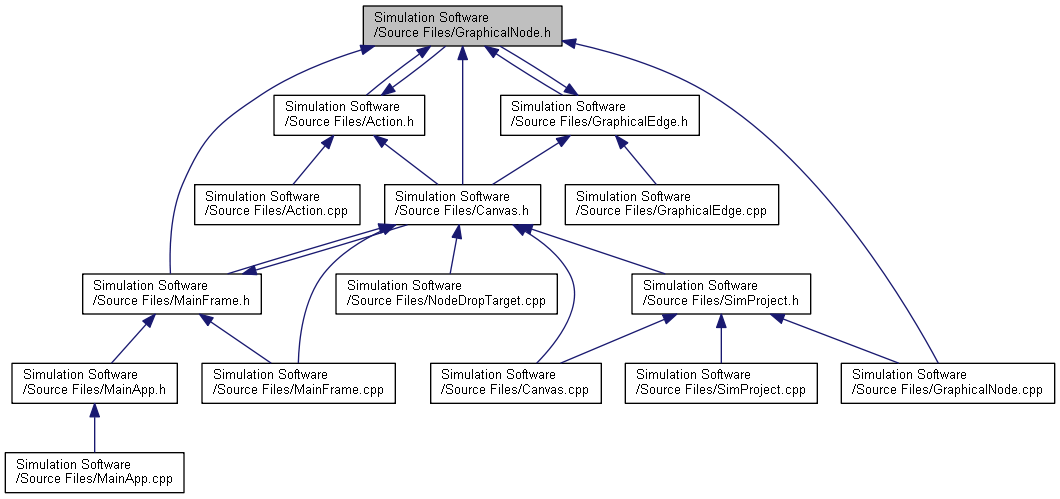 Simulation Software
/Source Files/GraphicalNode.h
Simulation Software
/Source Files/Action.h
Simulation Software
/Source Files/GraphicalEdge.h
Simulation Software
/Source Files/Action.cpp
Simulation Software
/Source Files/Canvas.h
Simulation Software
/Source Files/GraphicalEdge.cpp
Simulation Software
/Source Files/MainFrame.h
Simulation Software
/Source Files/NodeDropTarget.cpp
Simulation Software
/Source Files/SimProject.h
Simulation Software
/Source Files/MainApp.h
Simulation Software
/Source Files/MainFrame.cpp
Simulation Software
/Source Files/Canvas.cpp
Simulation Software
/Source Files/SimProject.cpp
Simulation Software
/Source Files/GraphicalNode.cpp
Simulation Software
/Source Files/MainApp.cpp